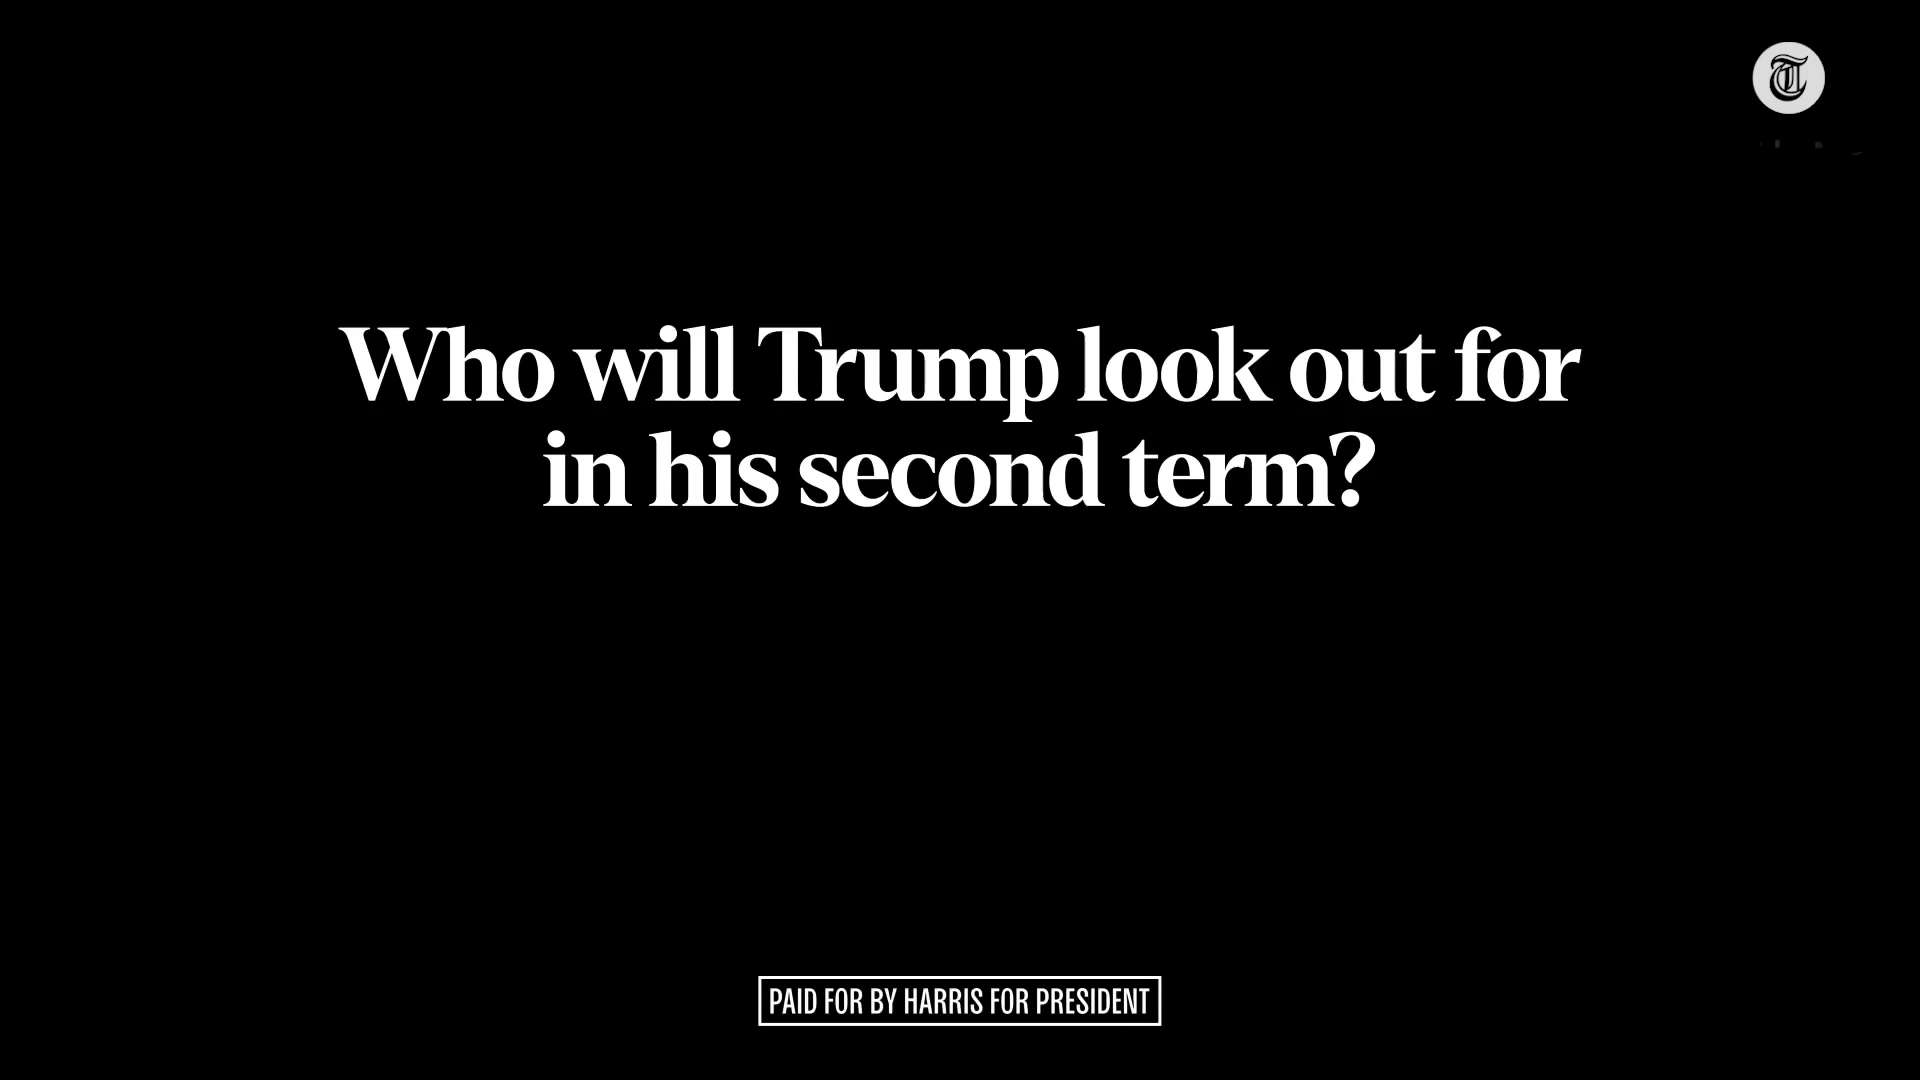 Who will Trump look out for
in his second term?
PAID FOR BY HARRIS FOR PRESIDENT